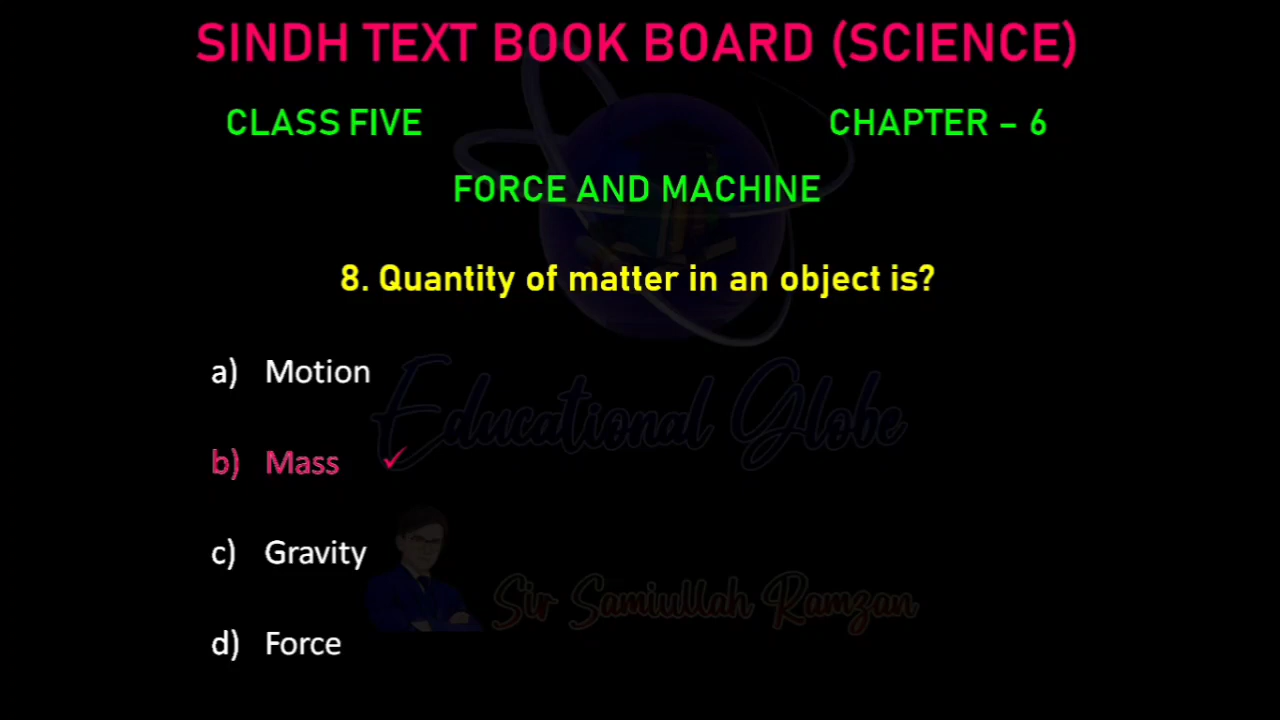 SINDH TEXT BOOK BOARD (SCIENCE)
CLASS FIVE
CHAPTER – 6
FORCE AND MACHINE
8. Quantity of matter in an object is?
a) Motion
Educational Globe
b) Mass ✓
c) Gravity
Sir Samiullah Ramzan
d) Force